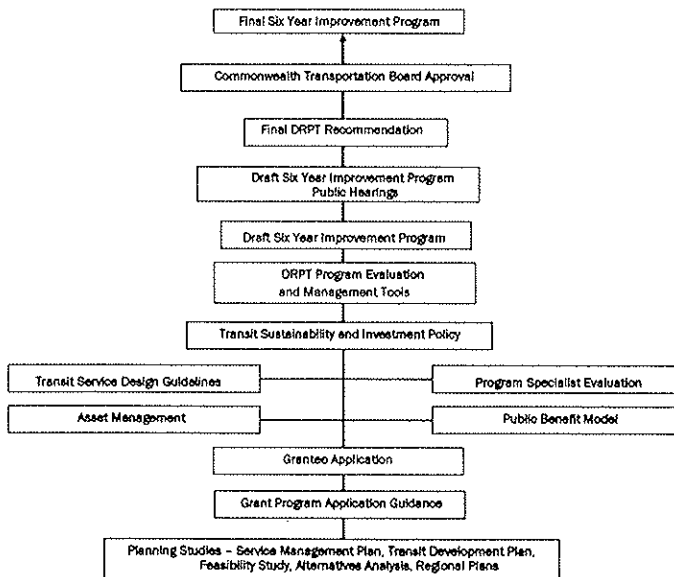 Final Six Year Improvement Program
Commonwealth Transportation Board Approval
Final DRPT Recommendation
Draft Six Year Improvement Program
Public Hearings
Draft Six Year Improvement Program
DRPT Program Evaluation
and Management Tools
Transit Sustainability and Investment Policy
Transit Service Design Guidelines
Program Specialist Evaluation
Asset Management
Public Benefit Model
Grantee Application
Grant Program Application Guidance
Planning Studies – Service Management Plan, Transit Development Plan,
Feasibility Study, Alternatives Analysis, Regional Plans